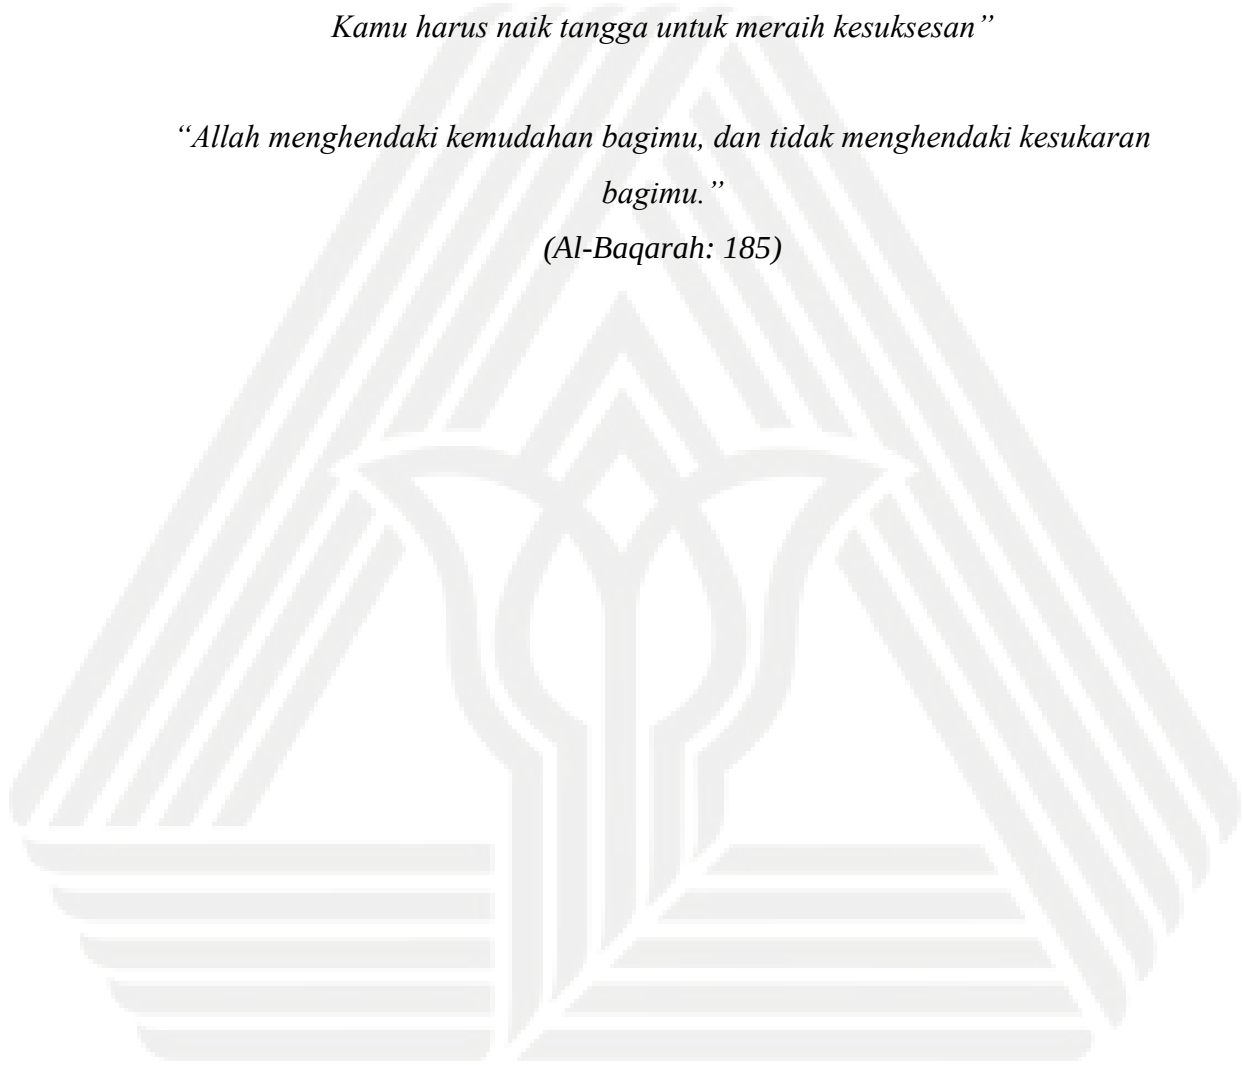 Kamu harus naik tangga untuk meraih kesuksesan”
“Allah menghendaki kemudahan bagimu, dan tidak menghendaki kesukaran
bagimu.”
(Al-Baqarah: 185)